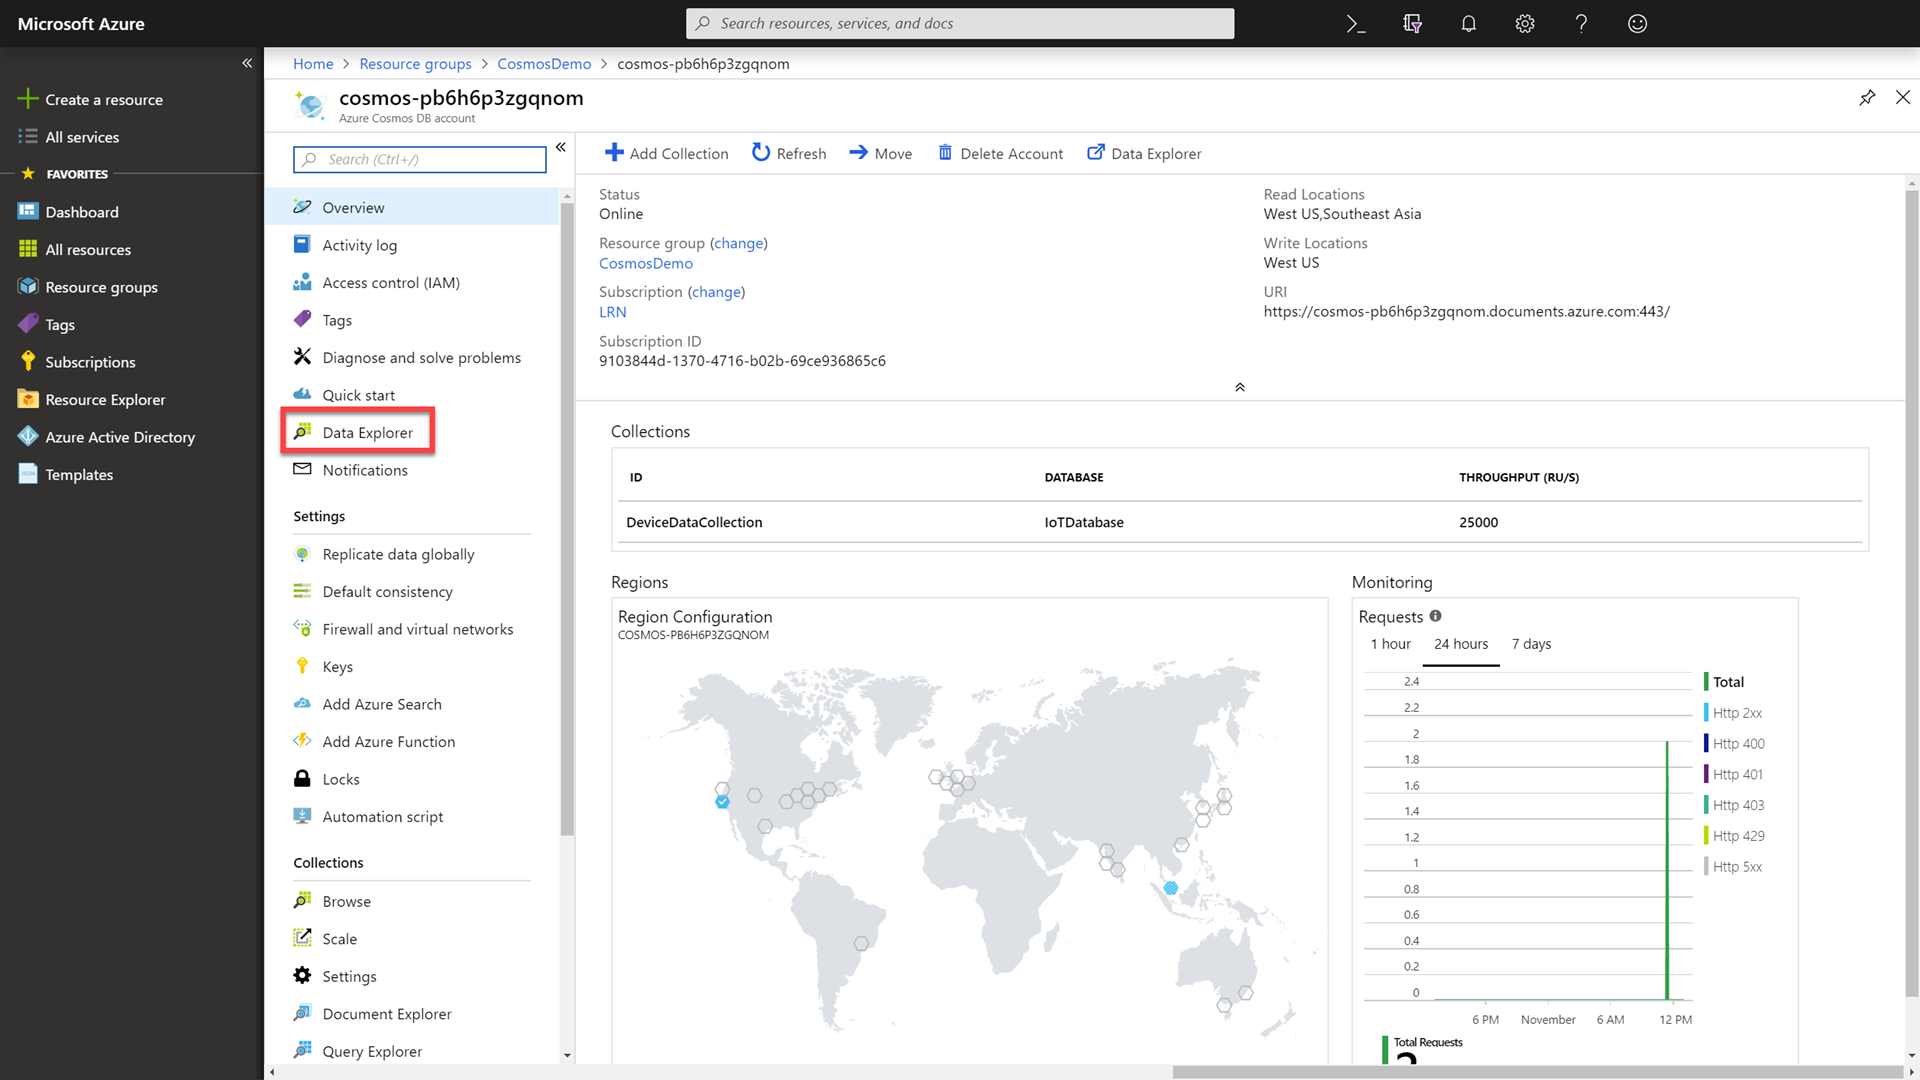 Microsoft Azure
Search resources, services, and docs
Create a resource
All services
FAVORITES
Dashboard
All resources
Resource groups
Tags
Subscriptions
Resource Explorer
Azure Active Directory
Templates
Home > Resource groups > CosmosDemo > cosmos-pb6h6p3zgqnom
cosmos-pb6h6p3zgqnom
Azure Cosmos DB account
Search (Ctrl+/)
Overview
Activity log
Access control (IAM)
Tags
Diagnose and solve problems
Quick start
Data Explorer
Notifications
Settings
Replicate data globally
Default consistency
Firewall and virtual networks
Keys
Add Azure Search
Add Azure Function
Locks
Automation script
Collections
Browse
Scale
Settings
Document Explorer
Query Explorer
Add Collection Refresh Move Delete Account Data Explorer
Status
Online
Resource group (change)
CosmosDemo
Subscription (change)
LRN
Subscription ID
9103844d-1370-4716-b02b-69ce936865c6
Read Locations
West US,Southeast Asia
Write Locations
West US
URI
https://cosmos-pb6h6p3zgqnom.documents.azure.com:443/
Collections
ID DATABASE THROUGHPUT (RU/S)
DeviceDataCollection IoTDatabase 25000
Regions
Region Configuration
COSMOS-PB6H6P3ZGQNOM
Monitoring
Requests
1 hour 24 hours 7 days
2.4
2.2
2
1.8
1.6
1.4
1.2
1
0.8
0.6
0.4
0.2
0
6 PM November 6 AM 12 PM
Total
Http 2xx
Http 400
Http 401
Http 403
Http 429
Http 5xx
Total Requests